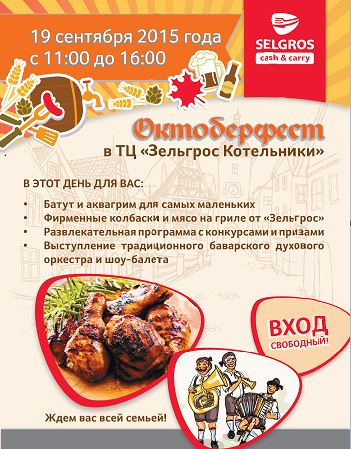 19 сентября 2015 года
с 11:00 до 16:00
SELGROS
cash & carry
Октоберфест
в ТЦ «Зельгрос Котельники»
В ЭТОТ ДЕНЬ ДЛЯ ВАС:
• Батут и аквагрим для самых маленьких
• Фирменные колбаски и мясо на гриле от «Зельгрос»
• Развлекательная программа с конкурсами и призами
• Выступление традиционного баварского духового
оркестра и шоу-балета
ВХОД
СВОБОДНЫЙ!
Ждем вас всей семьей!